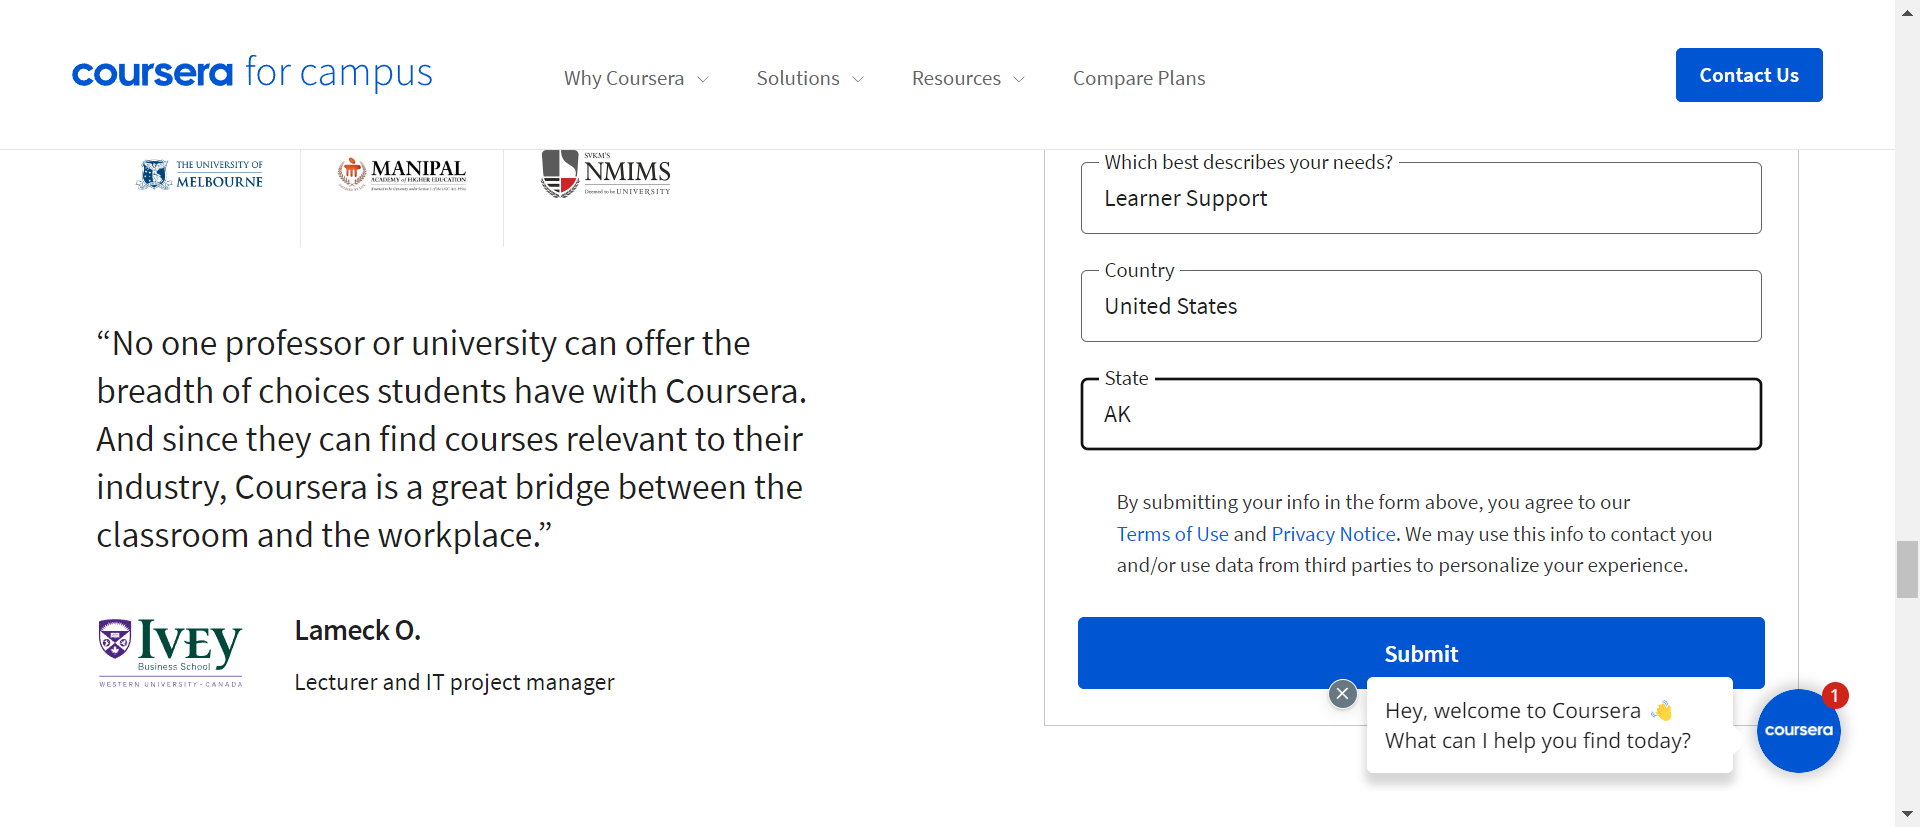 coursera for campus
Why Coursera
Solutions
Resources
Compare Plans
Contact Us
THE UNIVERSITY OF
MELBOURNE
MANIPAL
ACADEMY of HIGHER EDUCATION
SVKM'S
NMIMS
Deemed to be UNIVERSITY
“No one professor or university can offer the
breadth of choices students have with Coursera.
And since they can find courses relevant to their
industry, Coursera is a great bridge between the
classroom and the workplace.”
IVEY
Business School
WESTERN UNIVERSITY · CANADA
Lameck O.
Lecturer and IT project manager
Which best describes your needs?
Learner Support
Country
United States
State
AK
By submitting your info in the form above, you agree to our
Terms of Use and Privacy Notice. We may use this info to contact you
and/or use data from third parties to personalize your experience.
Submit
Hey, welcome to Coursera 👋
What can I help you find today?
coursera
1